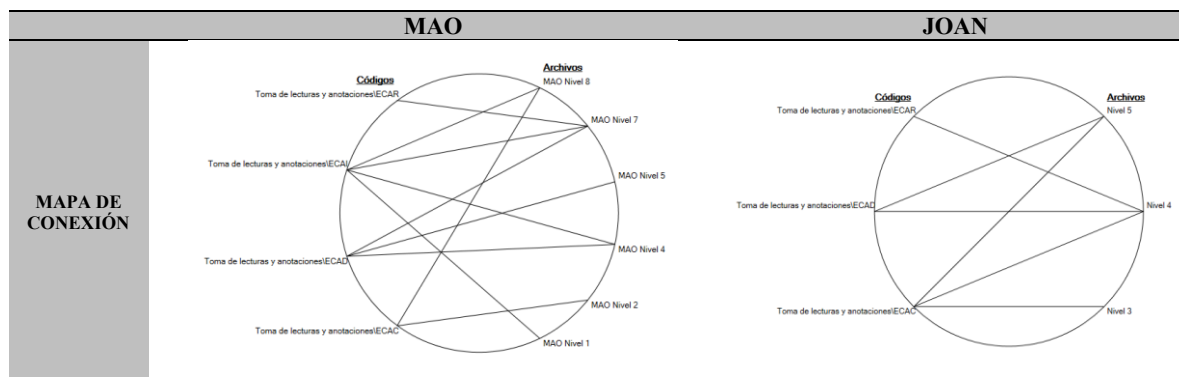 MAO
JOAN
MAPA DE
CONEXIÓN
Códigos
Archivos
Toma de lecturas y anotaciones\ECAR
MAO Nivel 8
MAO Nivel 7
Toma de lecturas y anotaciones\ECAI
MAO Nivel 5
Toma de lecturas y anotaciones\ECAD
MAO Nivel 4
MAO Nivel 2
Toma de lecturas y anotaciones\ECAC
MAO Nivel 1
Códigos
Archivos
Toma de lecturas y anotaciones\ECAR
Nivel 5
Toma de lecturas y anotaciones\ECAD
Nivel 4
Toma de lecturas y anotaciones\ECAC
Nivel 3